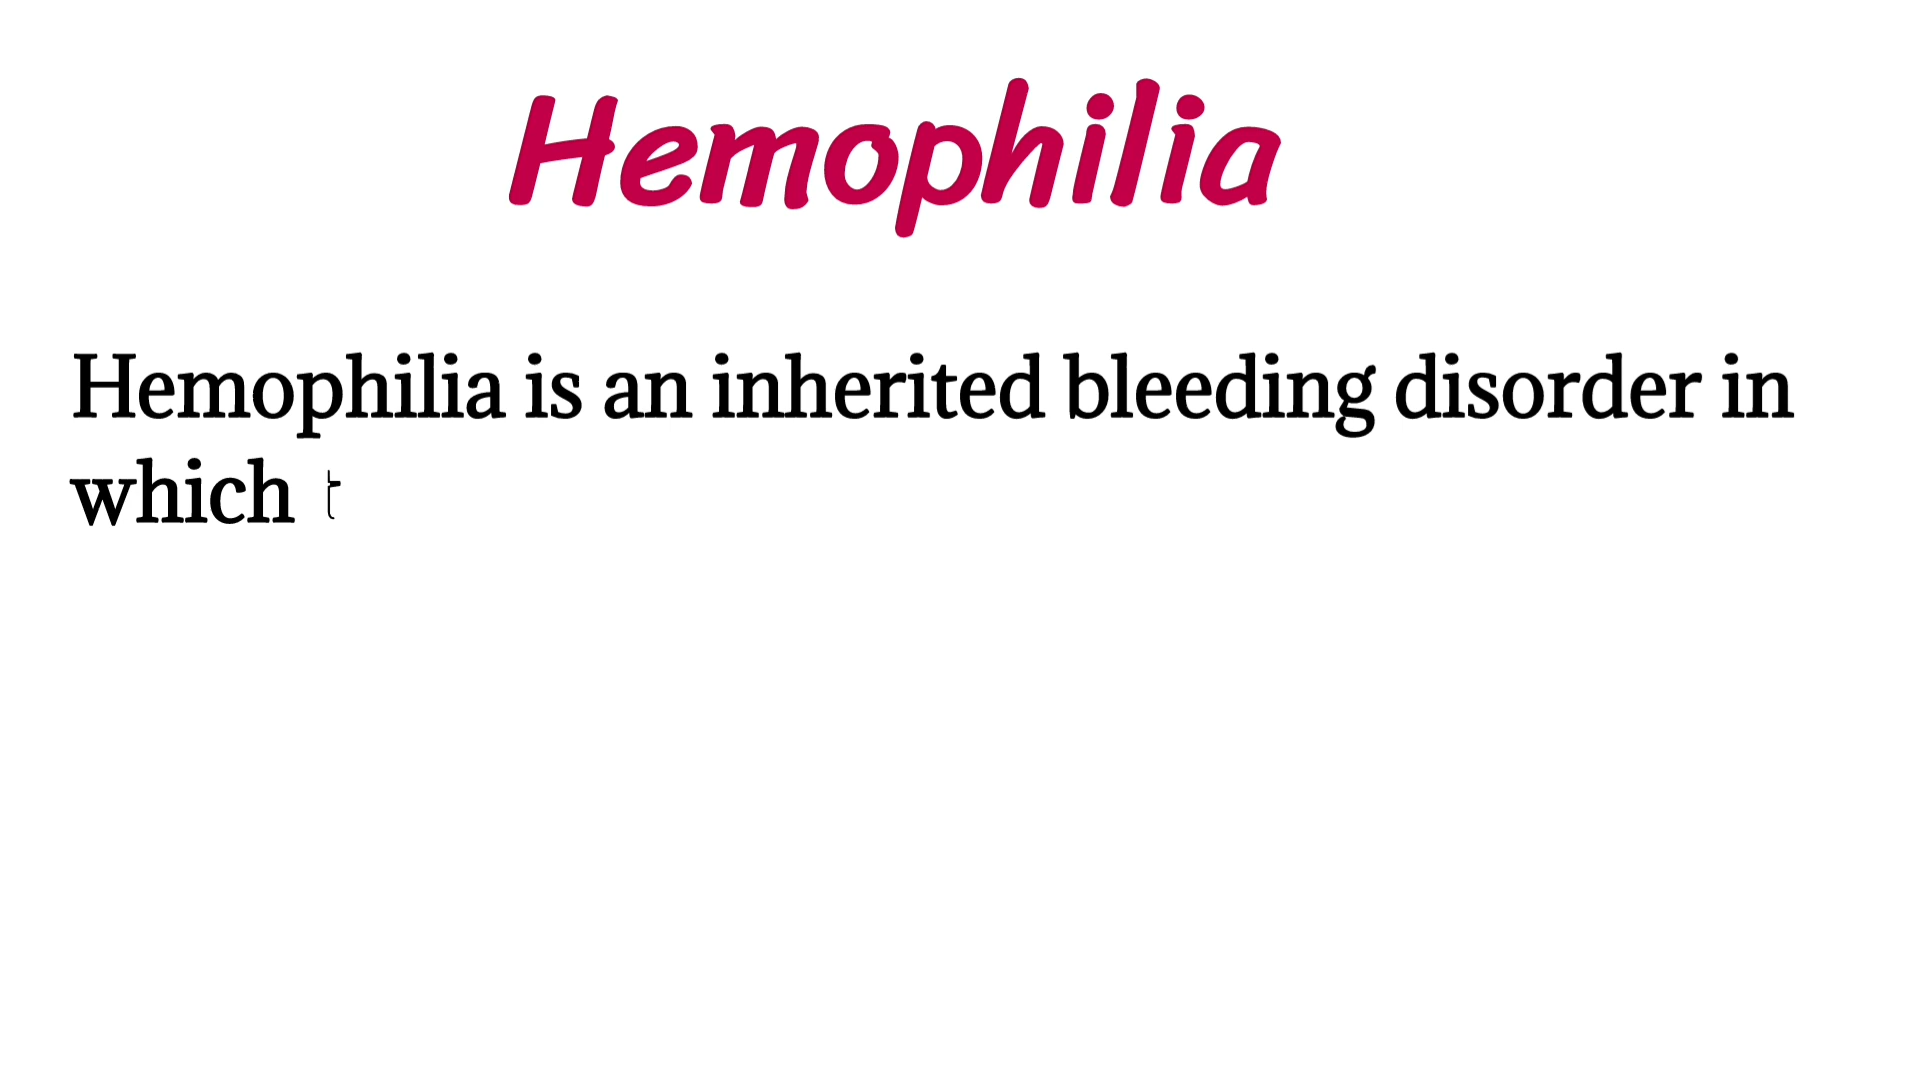 Hemophilia
Hemophilia is an inherited bleeding disorder in
which t